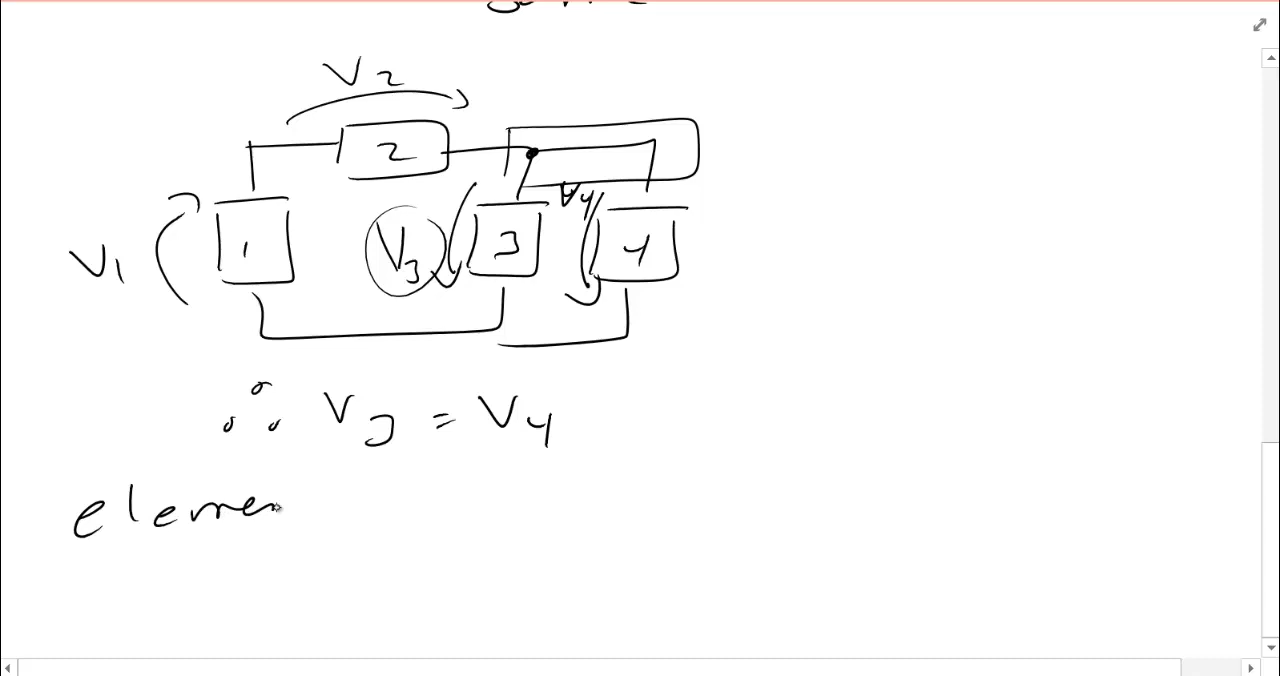 V2
2
V1
1
V3
3
V4
4
∴ V3 = V4
elemen